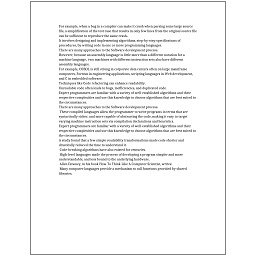 For example, when a bug in a compiler can make it crash when parsing some large source
file, a simplification of the test case that results in only few lines from the original source file
can be sufficient to reproduce the same crash.
It involves designing and implementing algorithms, step-by-step specifications of
procedures, by writing code in one or more programming languages.
There are many approaches to the Software development process.
However, because an assembly language is little more than a different notation for a
machine language, two machines with different instruction sets also have different
assembly languages.
For example, COBOL is still strong in corporate data centers often on large mainframe
computers, Fortran in engineering applications, scripting languages in Web development,
and C in embedded software.
Techniques like Code refactoring can enhance readability.
Unreadable code often leads to bugs, inefficiencies, and duplicated code.
Expert programmers are familiar with a variety of well-established algorithms and their
respective complexities and use this knowledge to choose algorithms that are best suited to
the circumstances.
There are many approaches to the Software development process.
These compiled languages allow the programmer to write programs in terms that are
syntactically richer, and more capable of abstracting the code, making it easy to target
varying machine instruction sets via compilation declarations and heuristics.
Expert programmers are familiar with a variety of well-established algorithms and their
respective complexities and use this knowledge to choose algorithms that are best suited to
the circumstances.
A study found that a few simple readability transformations made code shorter and
drastically reduced the time to understand it.
Code-breaking algorithms have also existed for centuries.
High-level languages made the process of developing a program simpler and more
understandable, and less bound to the underlying hardware.
Allen Downey, in his book How To Think Like A Computer Scientist, writes:
Many computer languages provide a mechanism to call functions provided by shared
libraries.